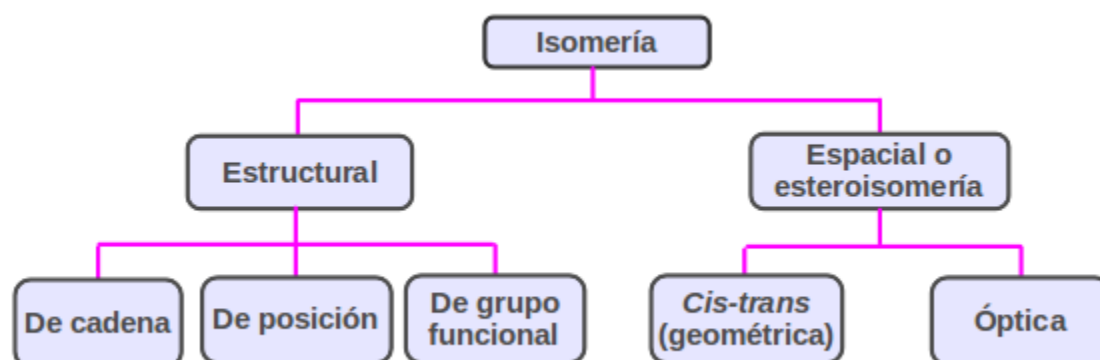 Isomería
Estructural
Espacial o
esteroisomería
De cadena
De posición
De grupo
funcional
Cis-trans
(geométrica)
Óptica